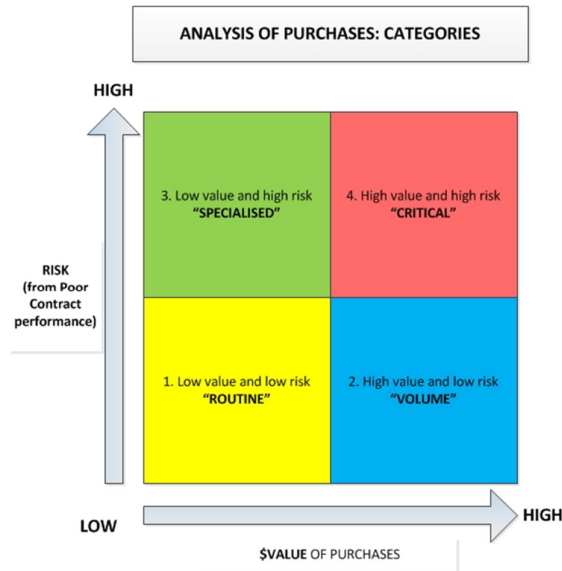 ANALYSIS OF PURCHASES: CATEGORIES
HIGH
3. Low value and high risk
“SPECIALISED”
4. High value and high risk
“CRITICAL”
RISK
(from Poor
Contract
performance)
1. Low value and low risk
“ROUTINE”
2. High value and low risk
“VOLUME”
LOW
HIGH
$VALUE OF PURCHASES